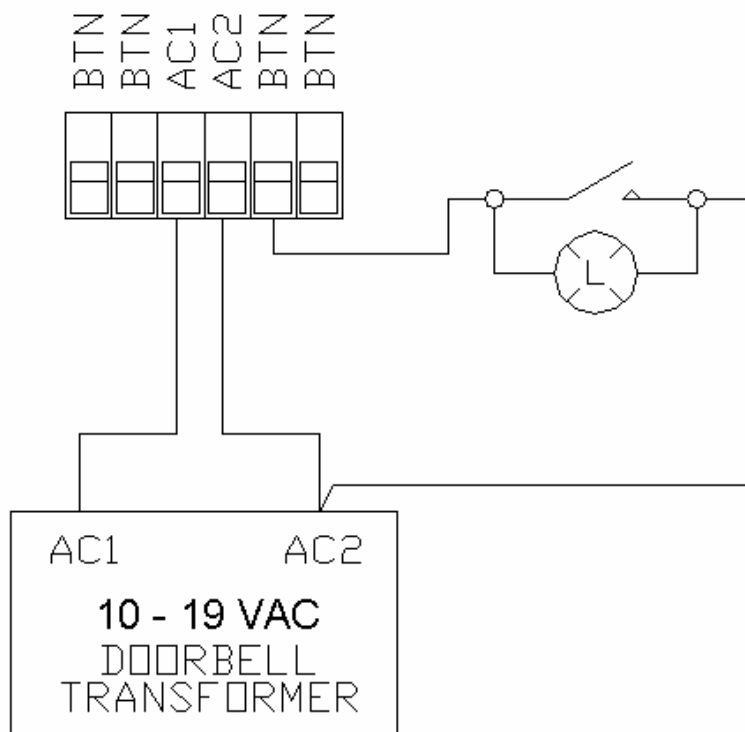 BTN BTN AC1 AC2 BTN BTN
L
AC1 AC2
10 - 19 VAC
DOORBELL
TRANSFORMER